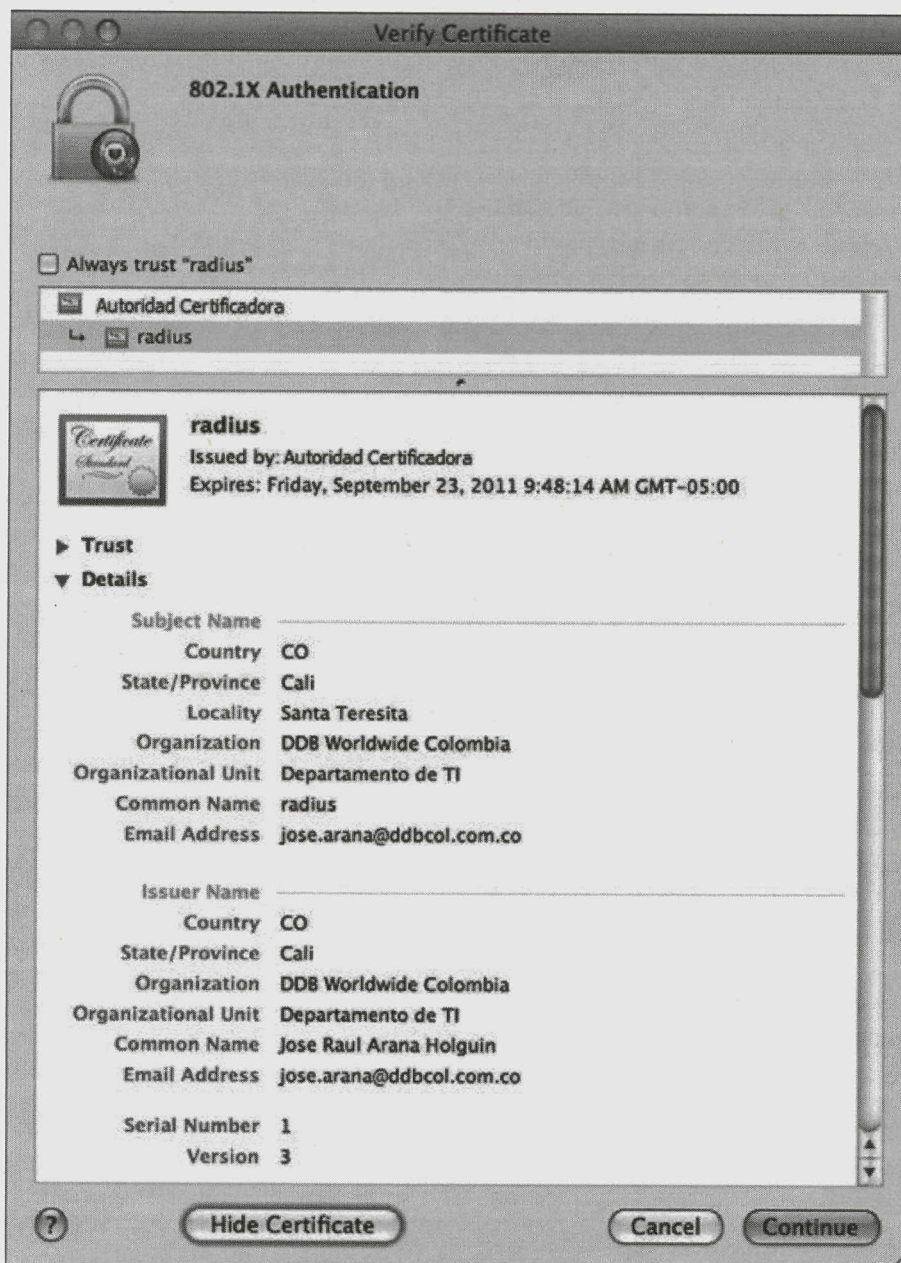 Verify Certificate
802.1X Authentication
Always trust "radius"
Autoridad Certificadora
radius
Certificate
Standard
radius
Issued by: Autoridad Certificadora
Expires: Friday, September 23, 2011 9:48:14 AM GMT-05:00
Trust
Details
Subject Name
Country CO
State/Province Cali
Locality Santa Teresita
Organization DDB Worldwide Colombia
Organizational Unit Departamento de TI
Common Name radius
Email Address jose.arana@ddbcol.com.co
Issuer Name
Country CO
State/Province Cali
Organization DDB Worldwide Colombia
Organizational Unit Departamento de TI
Common Name Jose Raul Arana Holguin
Email Address jose.arana@ddbcol.com.co
Serial Number 1
Version 3
?
Hide Certificate
Cancel
Continue